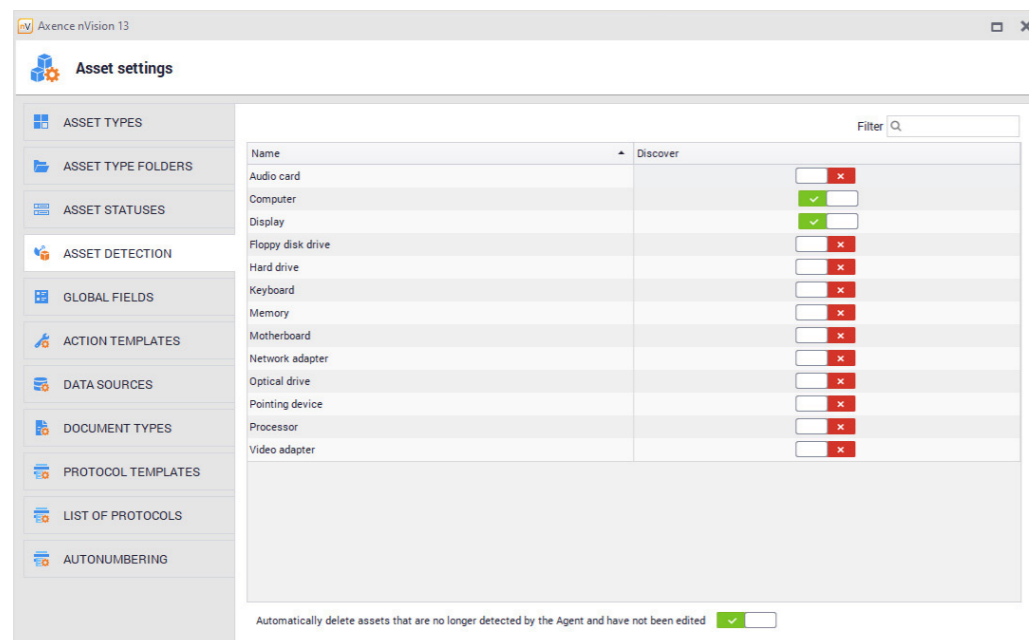 nV Axence nVision 13
Asset settings
ASSET TYPES
ASSET TYPE FOLDERS
ASSET STATUSES
ASSET DETECTION
GLOBAL FIELDS
ACTION TEMPLATES
DATA SOURCES
DOCUMENT TYPES
PROTOCOL TEMPLATES
LIST OF PROTOCOLS
AUTONUMBERING
Filter
Name Discover
Audio card
Computer
Display
Floppy disk drive
Hard drive
Keyboard
Memory
Motherboard
Network adapter
Optical drive
Pointing device
Processor
Video adapter
Automatically delete assets that are no longer detected by the Agent and have not been edited